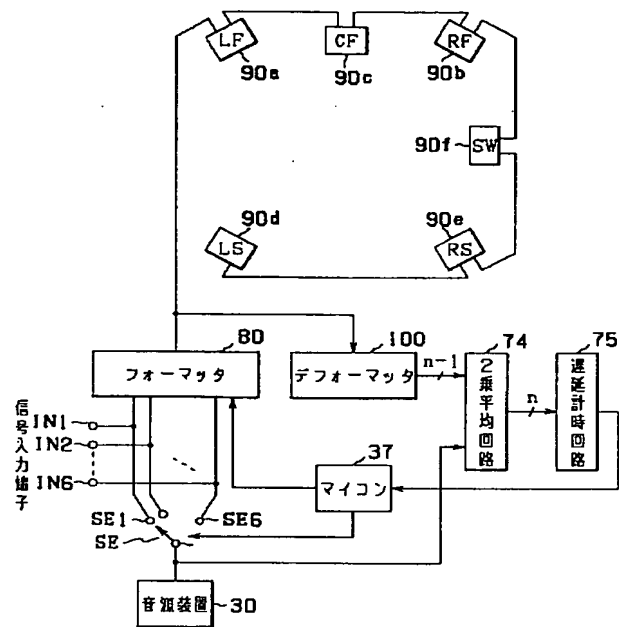 LF
CF
RF
90a
90c
90b
SW
90f
90d
90e
LS
RS
80
100
74
75
フォーマッタ
デフォーマッタ
n-1
2乗平均回路
n
遅延計時回路
信号入力端子
IN1
IN2
IN6
37
マイコン
SE1
SE6
SE
音源装置
30